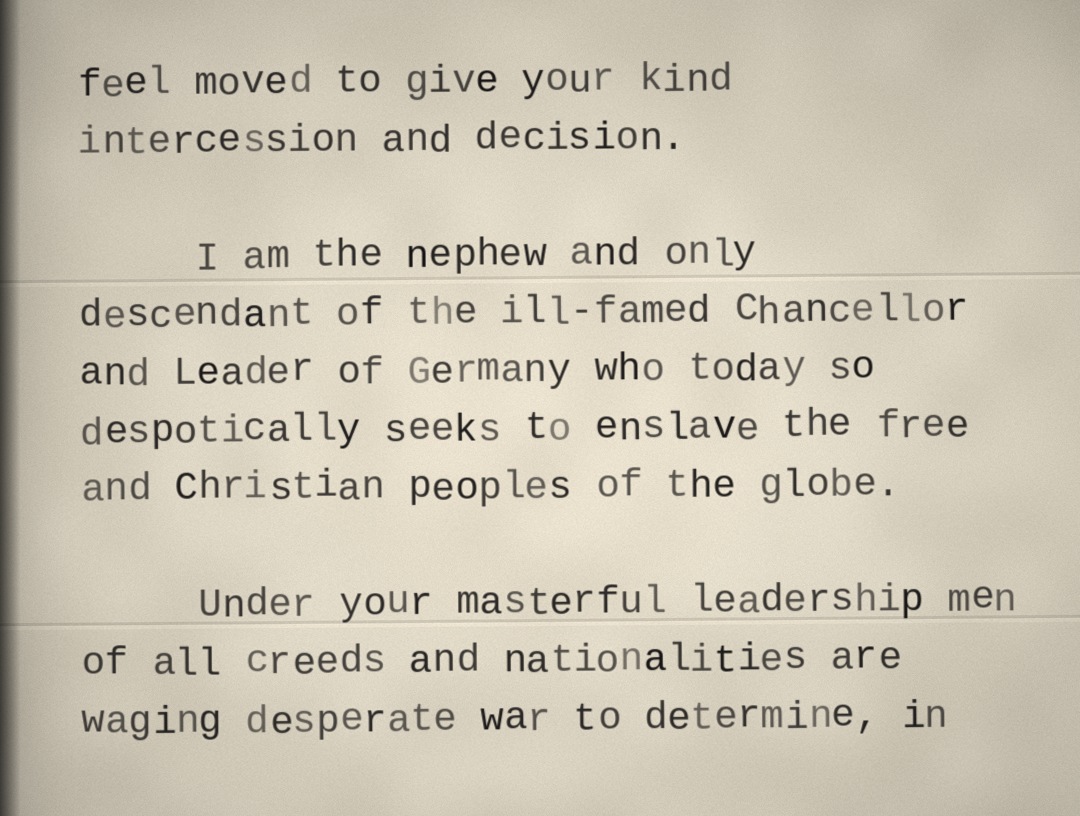 feel moved to give your kind
intercession and decision.
I am the nephew and only
descendant of the ill-famed Chancellor
and Leader of Germany who today so
despotically seeks to enslave the free
and Christian peoples of the globe.
Under your masterful leadership men
of all creeds and nationalities are
waging desperate war to determine, in